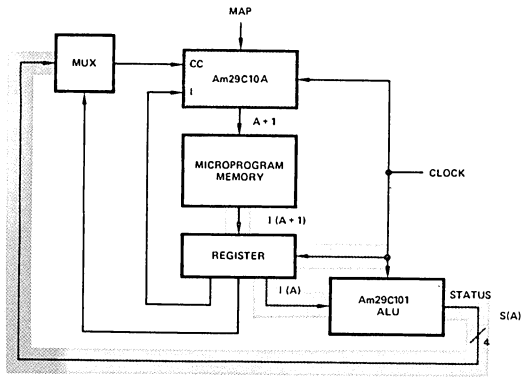 MAP
MUX
CC
Am29C10A
I
A + 1
MICROPROGRAM
MEMORY
CLOCK
I (A + 1)
REGISTER
I (A)
Am29C101
ALU
STATUS
S(A)
4